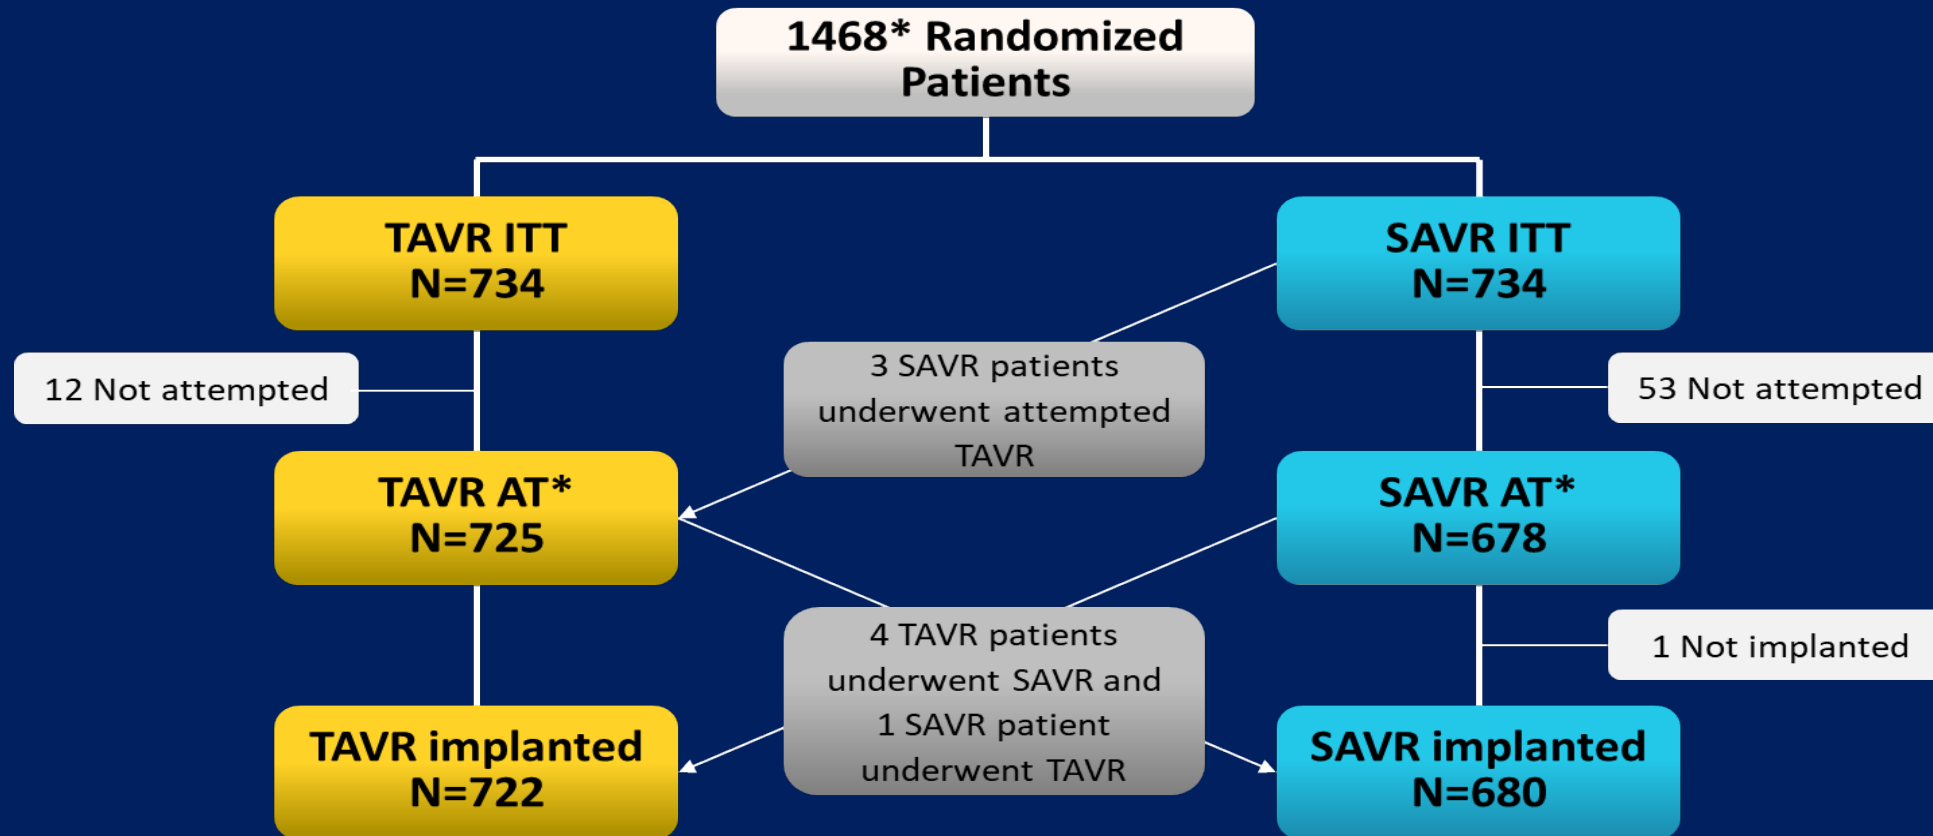 1468* Randomized
Patients
TAVR ITT
N=734
SAVR ITT
N=734
12 Not attempted
3 SAVR patients
underwent attempted
TAVR
53 Not attempted
TAVR AT*
N=725
SAVR AT*
N=678
4 TAVR patients
underwent SAVR and
1 SAVR patient
underwent TAVR
1 Not implanted
TAVR implanted
N=722
SAVR implanted
N=680